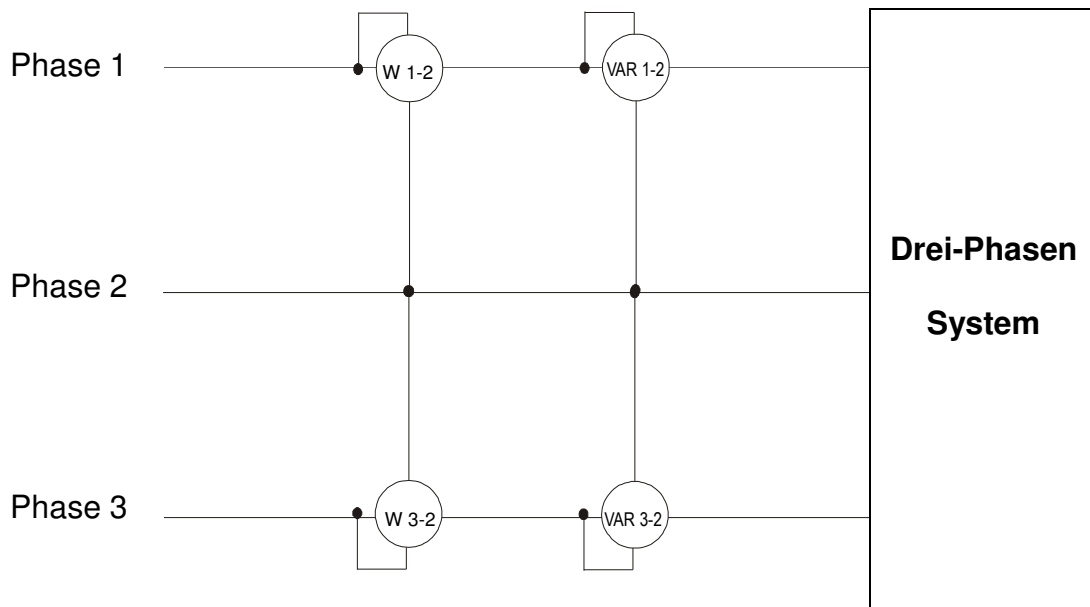 Phase 1
W 1-2
VAR 1-2
Drei-Phasen
System
Phase 2
Phase 3
W 3-2
VAR 3-2